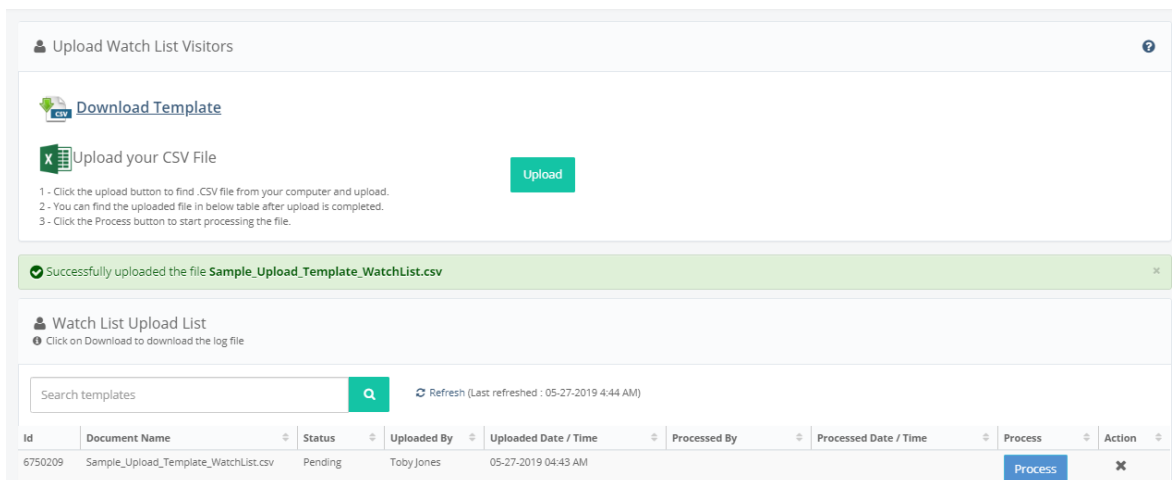 Upload Watch List Visitors
CSV Download Template
Upload your CSV File
Upload
1 - Click the upload button to find .CSV file from your computer and upload.
2 - You can find the uploaded file in below table after upload is completed.
3 - Click the Process button to start processing the file.
Successfully uploaded the file Sample_Upload_Template_WatchList.csv ×
Watch List Upload List
Click on Download to download the log file
Search templates Refresh (Last refreshed : 05-27-2019 4:44 AM)
Id Document Name Status Uploaded By Uploaded Date / Time Processed By Processed Date / Time Process Action
6750209 Sample_Upload_Template_WatchList.csv Pending Toby Jones 05-27-2019 04:43 AM Process